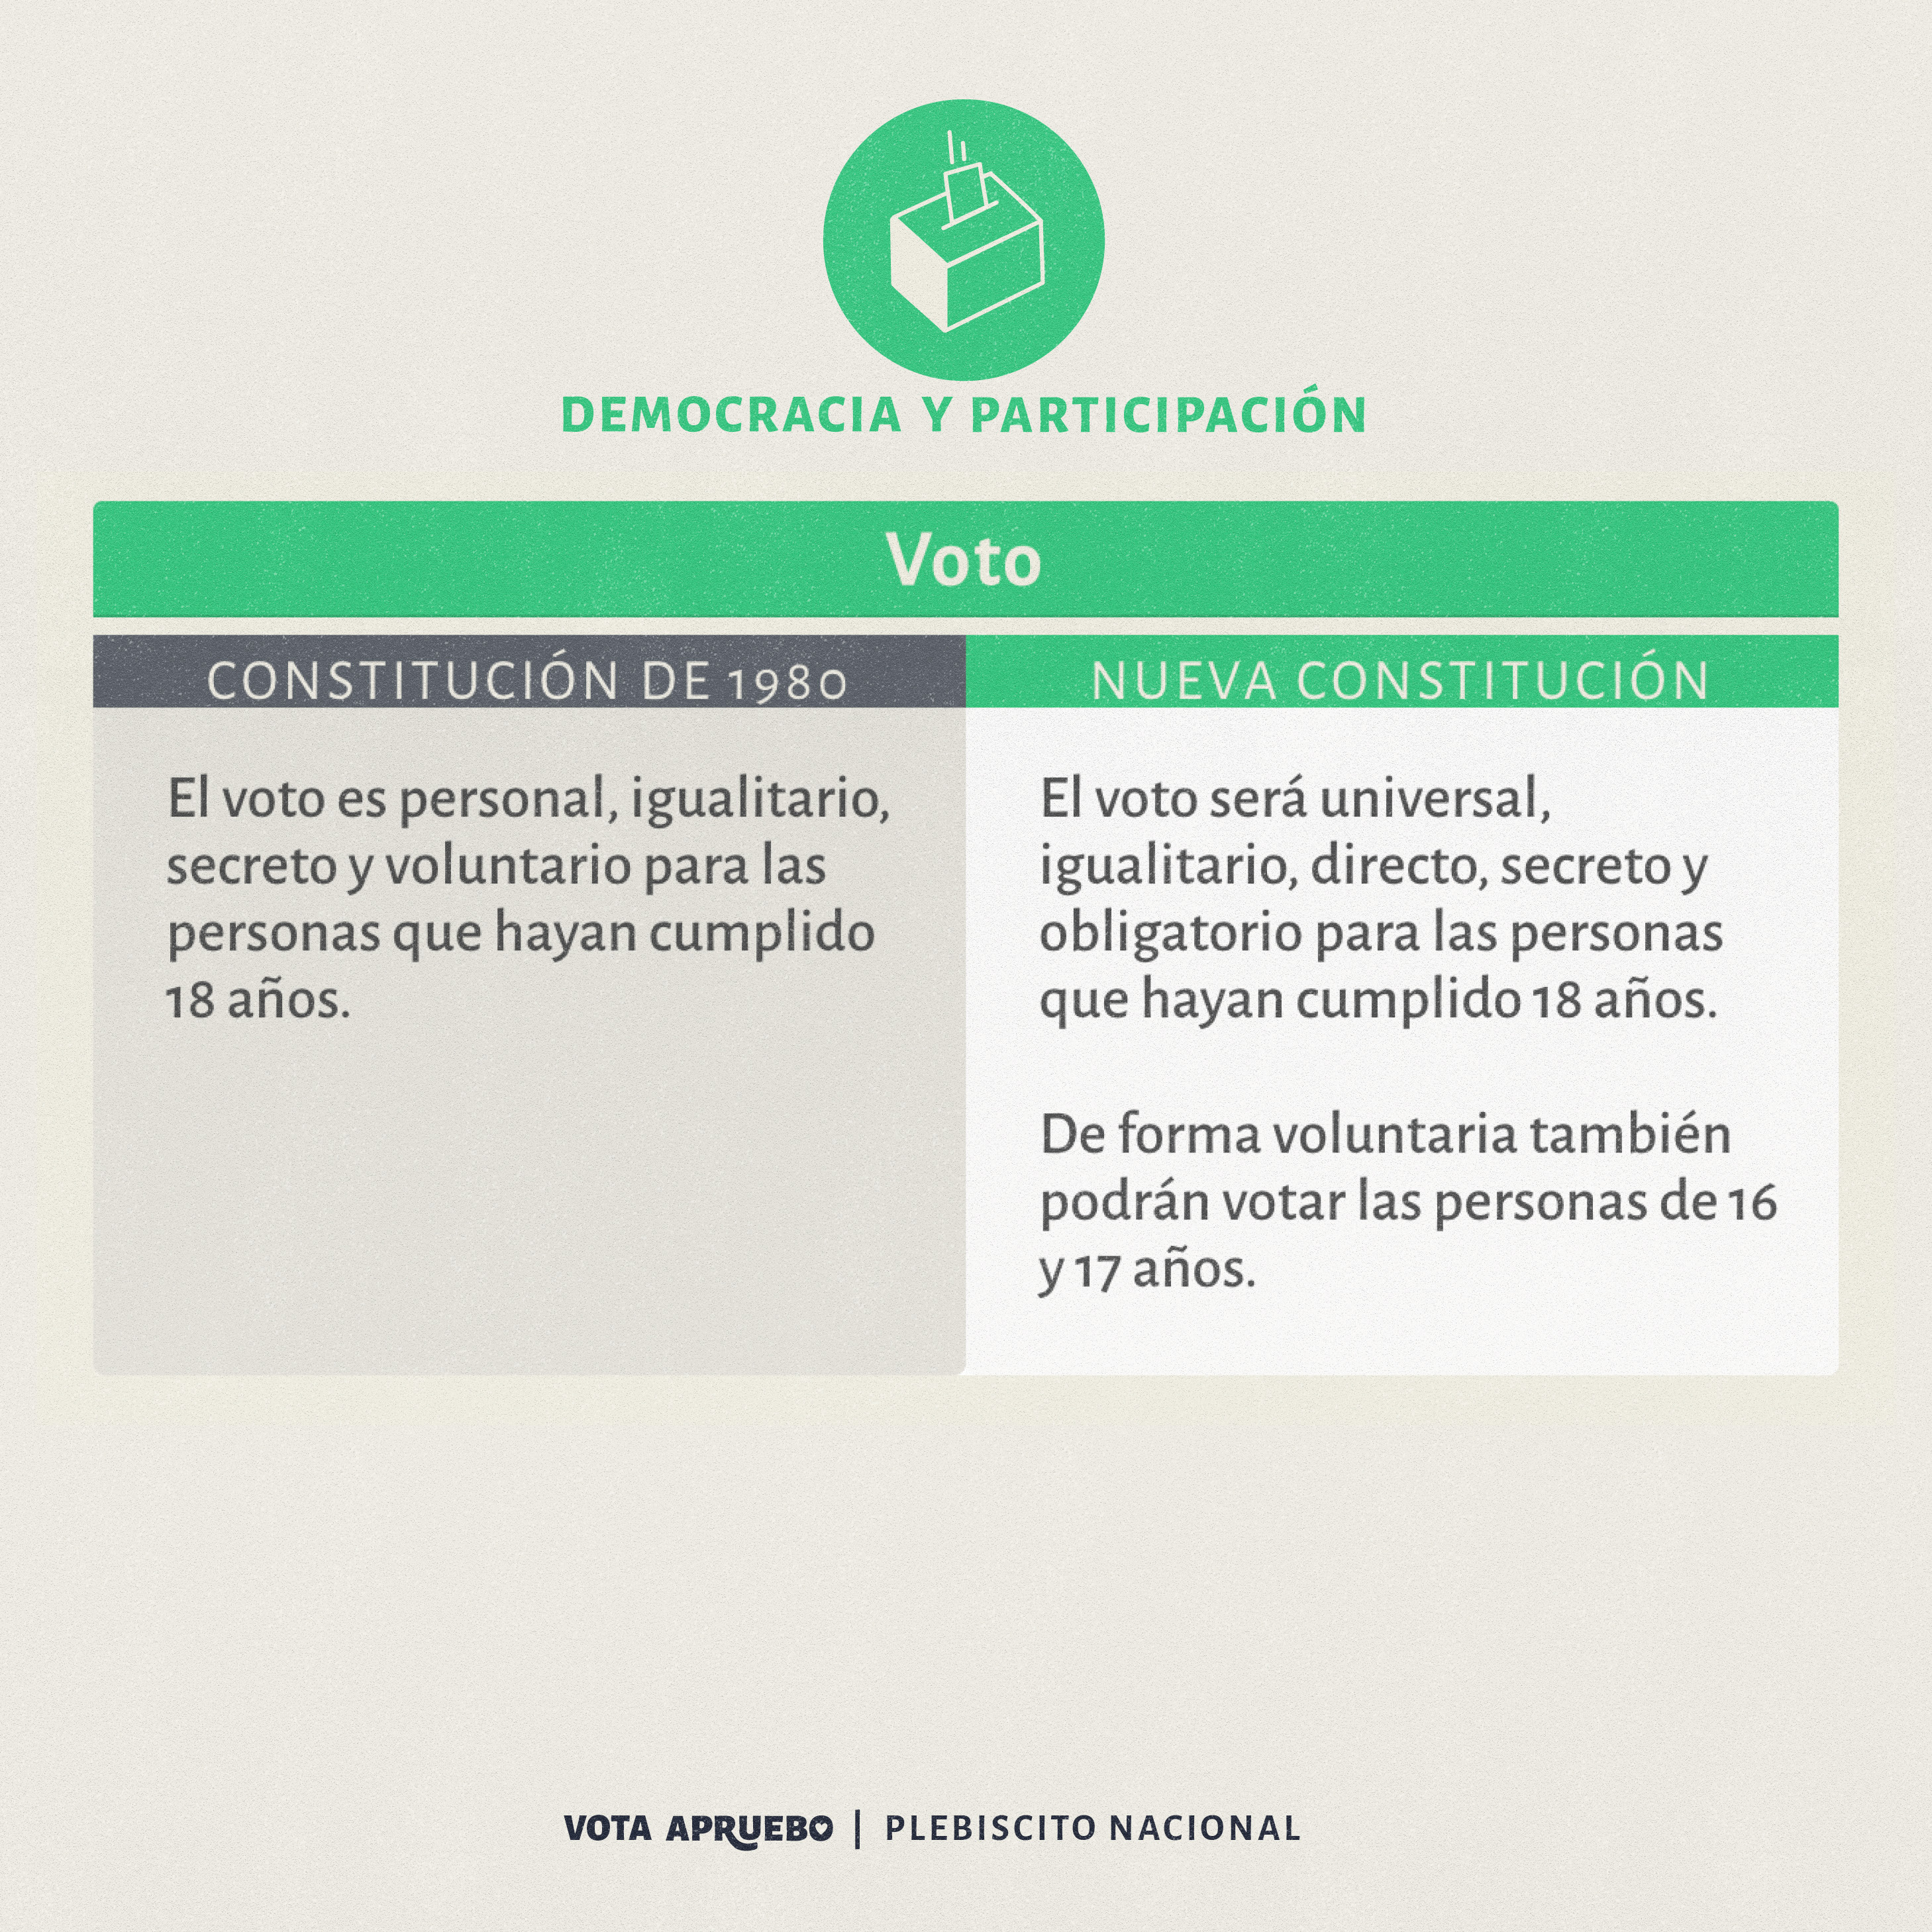 DEMOCRACIA Y PARTICIPACIÓN
Voto
CONSTITUCIÓN DE 1980
El voto es personal, igualitario,
secreto y voluntario para las
personas que hayan cumplido
18 años.
NUEVA CONSTITUCIÓN
El voto será universal,
igualitario, directo, secreto y
obligatorio para las personas
que hayan cumplido 18 años.
De forma voluntaria también
podrán votar las personas de 16
y 17 años.
VOTA APRUEBO | PLEBISCITO NACIONAL